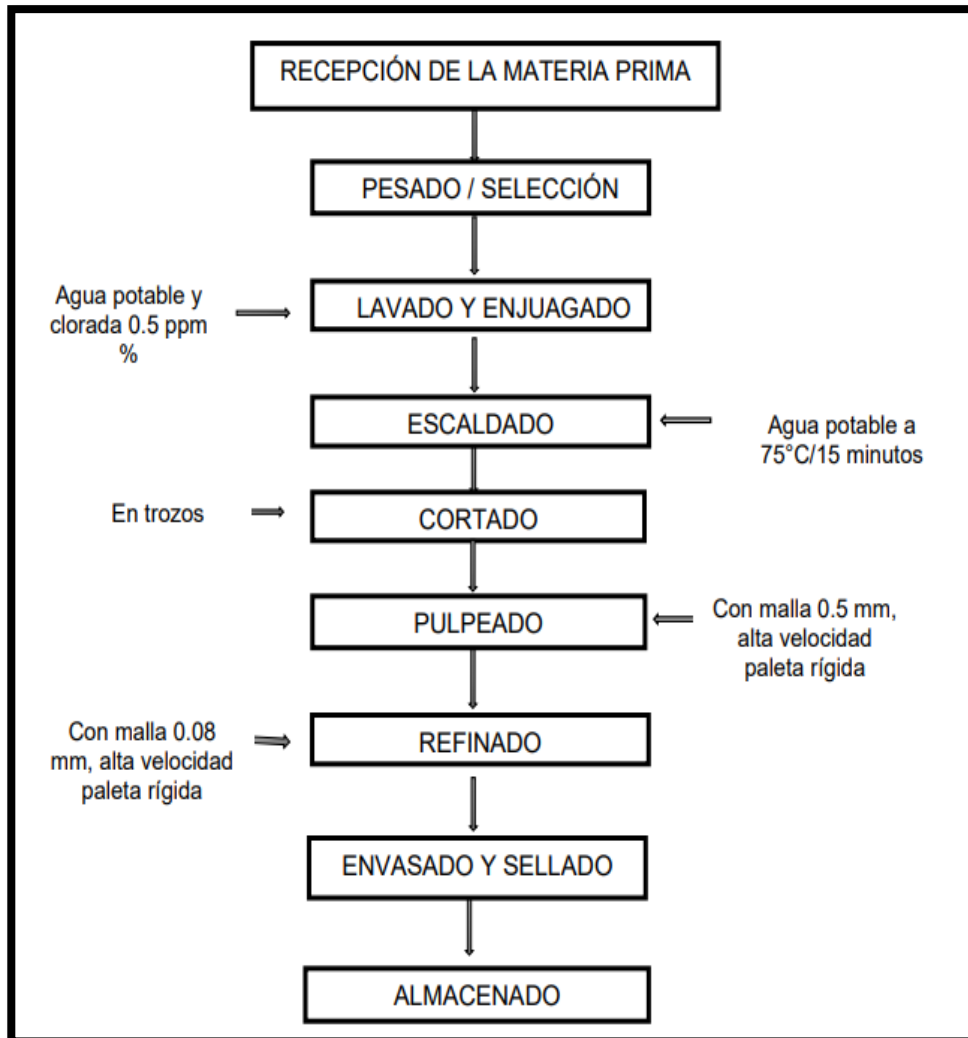 RECEPCIÓN DE LA MATERIA PRIMA
PESADO / SELECCIÓN
Agua potable y
clorada 0.5 ppm
%
LAVADO Y ENJUAGADO
ESCALDADO
Agua potable a
75°C/15 minutos
En trozos
CORTADO
PULPEADO
Con malla 0.5 mm,
alta velocidad
paleta rígida
Con malla 0.08
mm, alta velocidad
paleta rígida
REFINADO
ENVASADO Y SELLADO
ALMACENADO